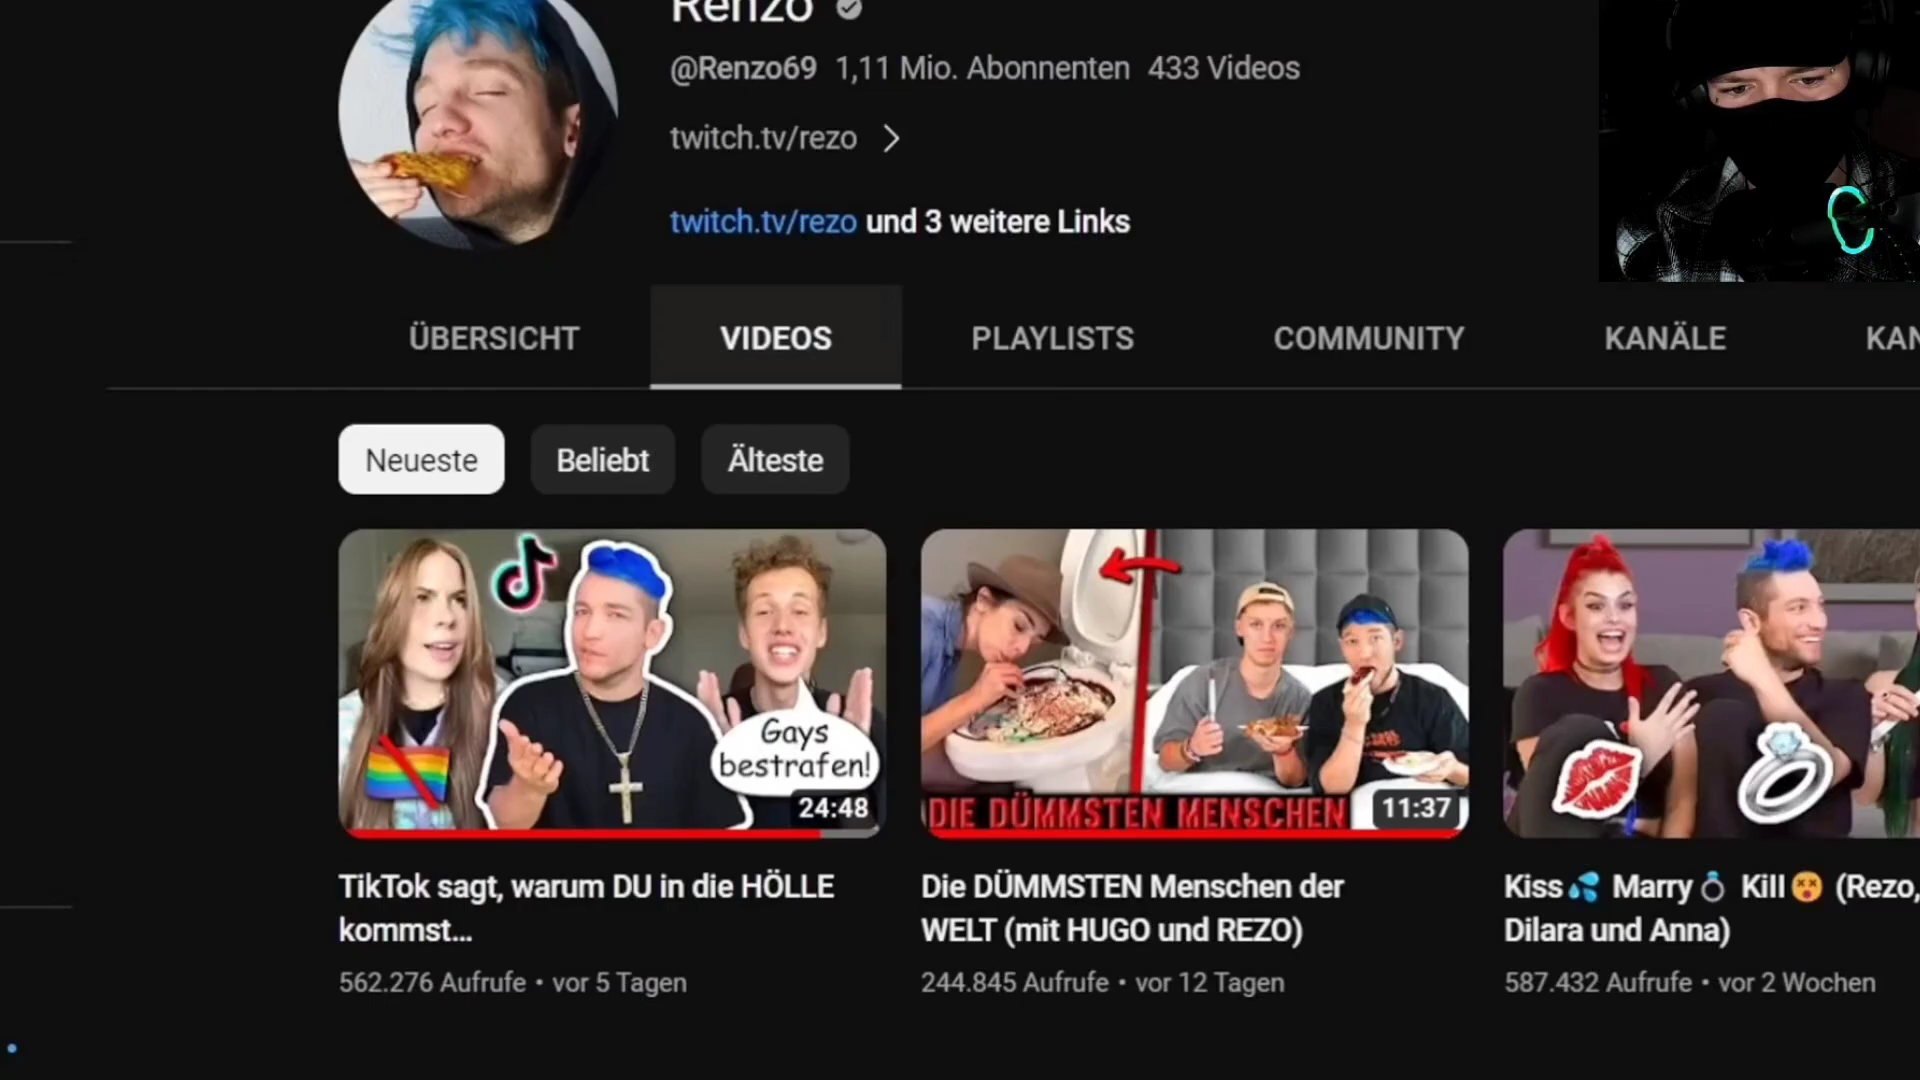 Renzo
@Renzo69 1,11 Mio. Abonnenten 433 Videos
twitch.tv/rezo
twitch.tv/rezo und 3 weitere Links
ÜBERSICHT VIDEOS PLAYLISTS COMMUNITY KANÄLE KAN
Neueste Beliebt Älteste
Gays
bestrafen!
24:48
DIE DÜMMSTEN MENSCHEN
11:37
TikTok sagt, warum DU in die HÖLLE
kommst...
562.276 Aufrufe • vor 5 Tagen
Die DÜMMSTEN Menschen der
WELT (mit HUGO und REZO)
244.845 Aufrufe • vor 12 Tagen
Kiss💦 Marry💍 Kill😵 (Rezo,
Dilara und Anna)
587.432 Aufrufe • vor 2 Wochen